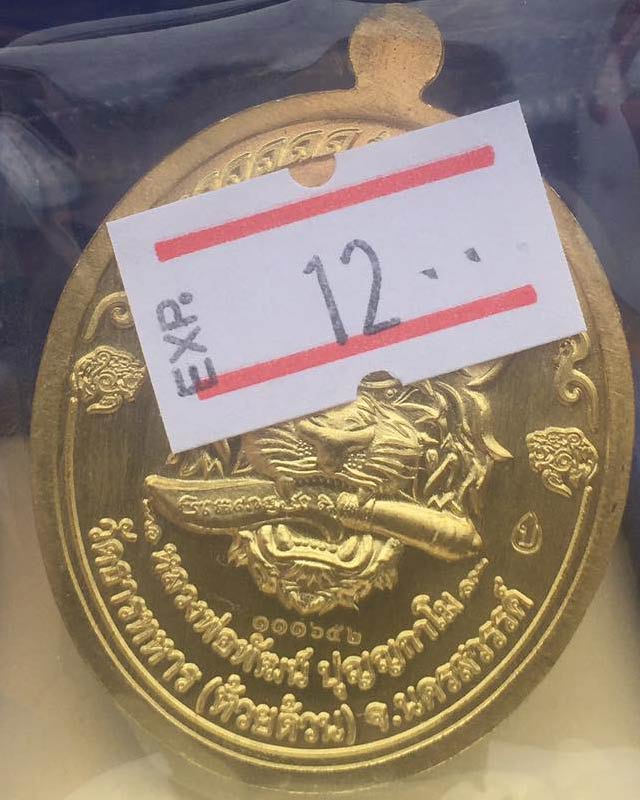 EXP.
12..
๑๑๑๖๕๒
หลวงพ่อพัฒน์ ปุญญกาโม
วัดธารทหาร (ห้วยด้วน) จ.นครสวรรค์